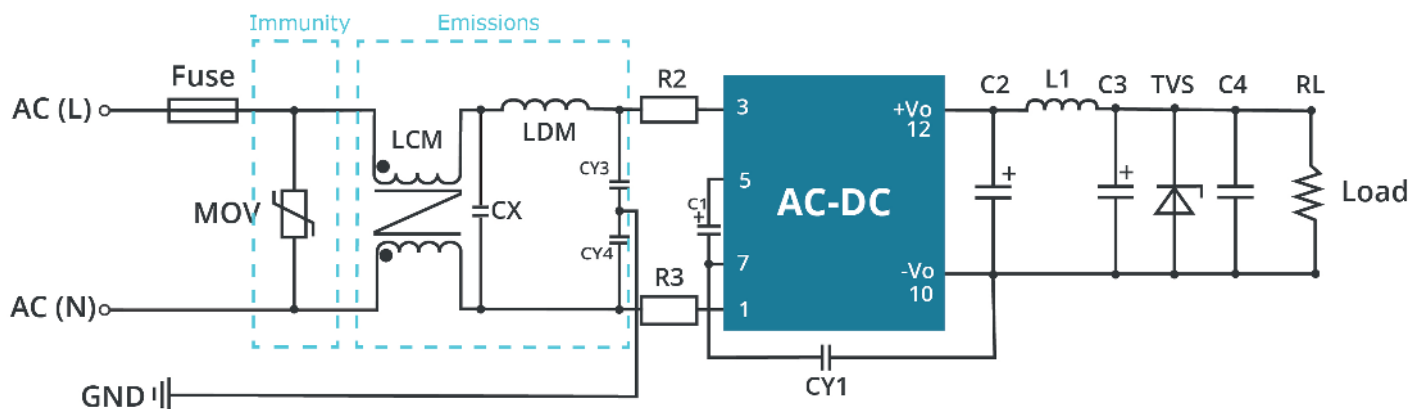 Immunity
Emissions
Fuse
R2
C2
L1
C3
TVS
C4
RL
AC (L)
LCM
LDM
3
+Vo
12
CY3
5
MOV
CX
C1
+
AC-DC
+
+
Load
CY4
7
R3
-Vo
10
AC (N)
1
CY1
GND